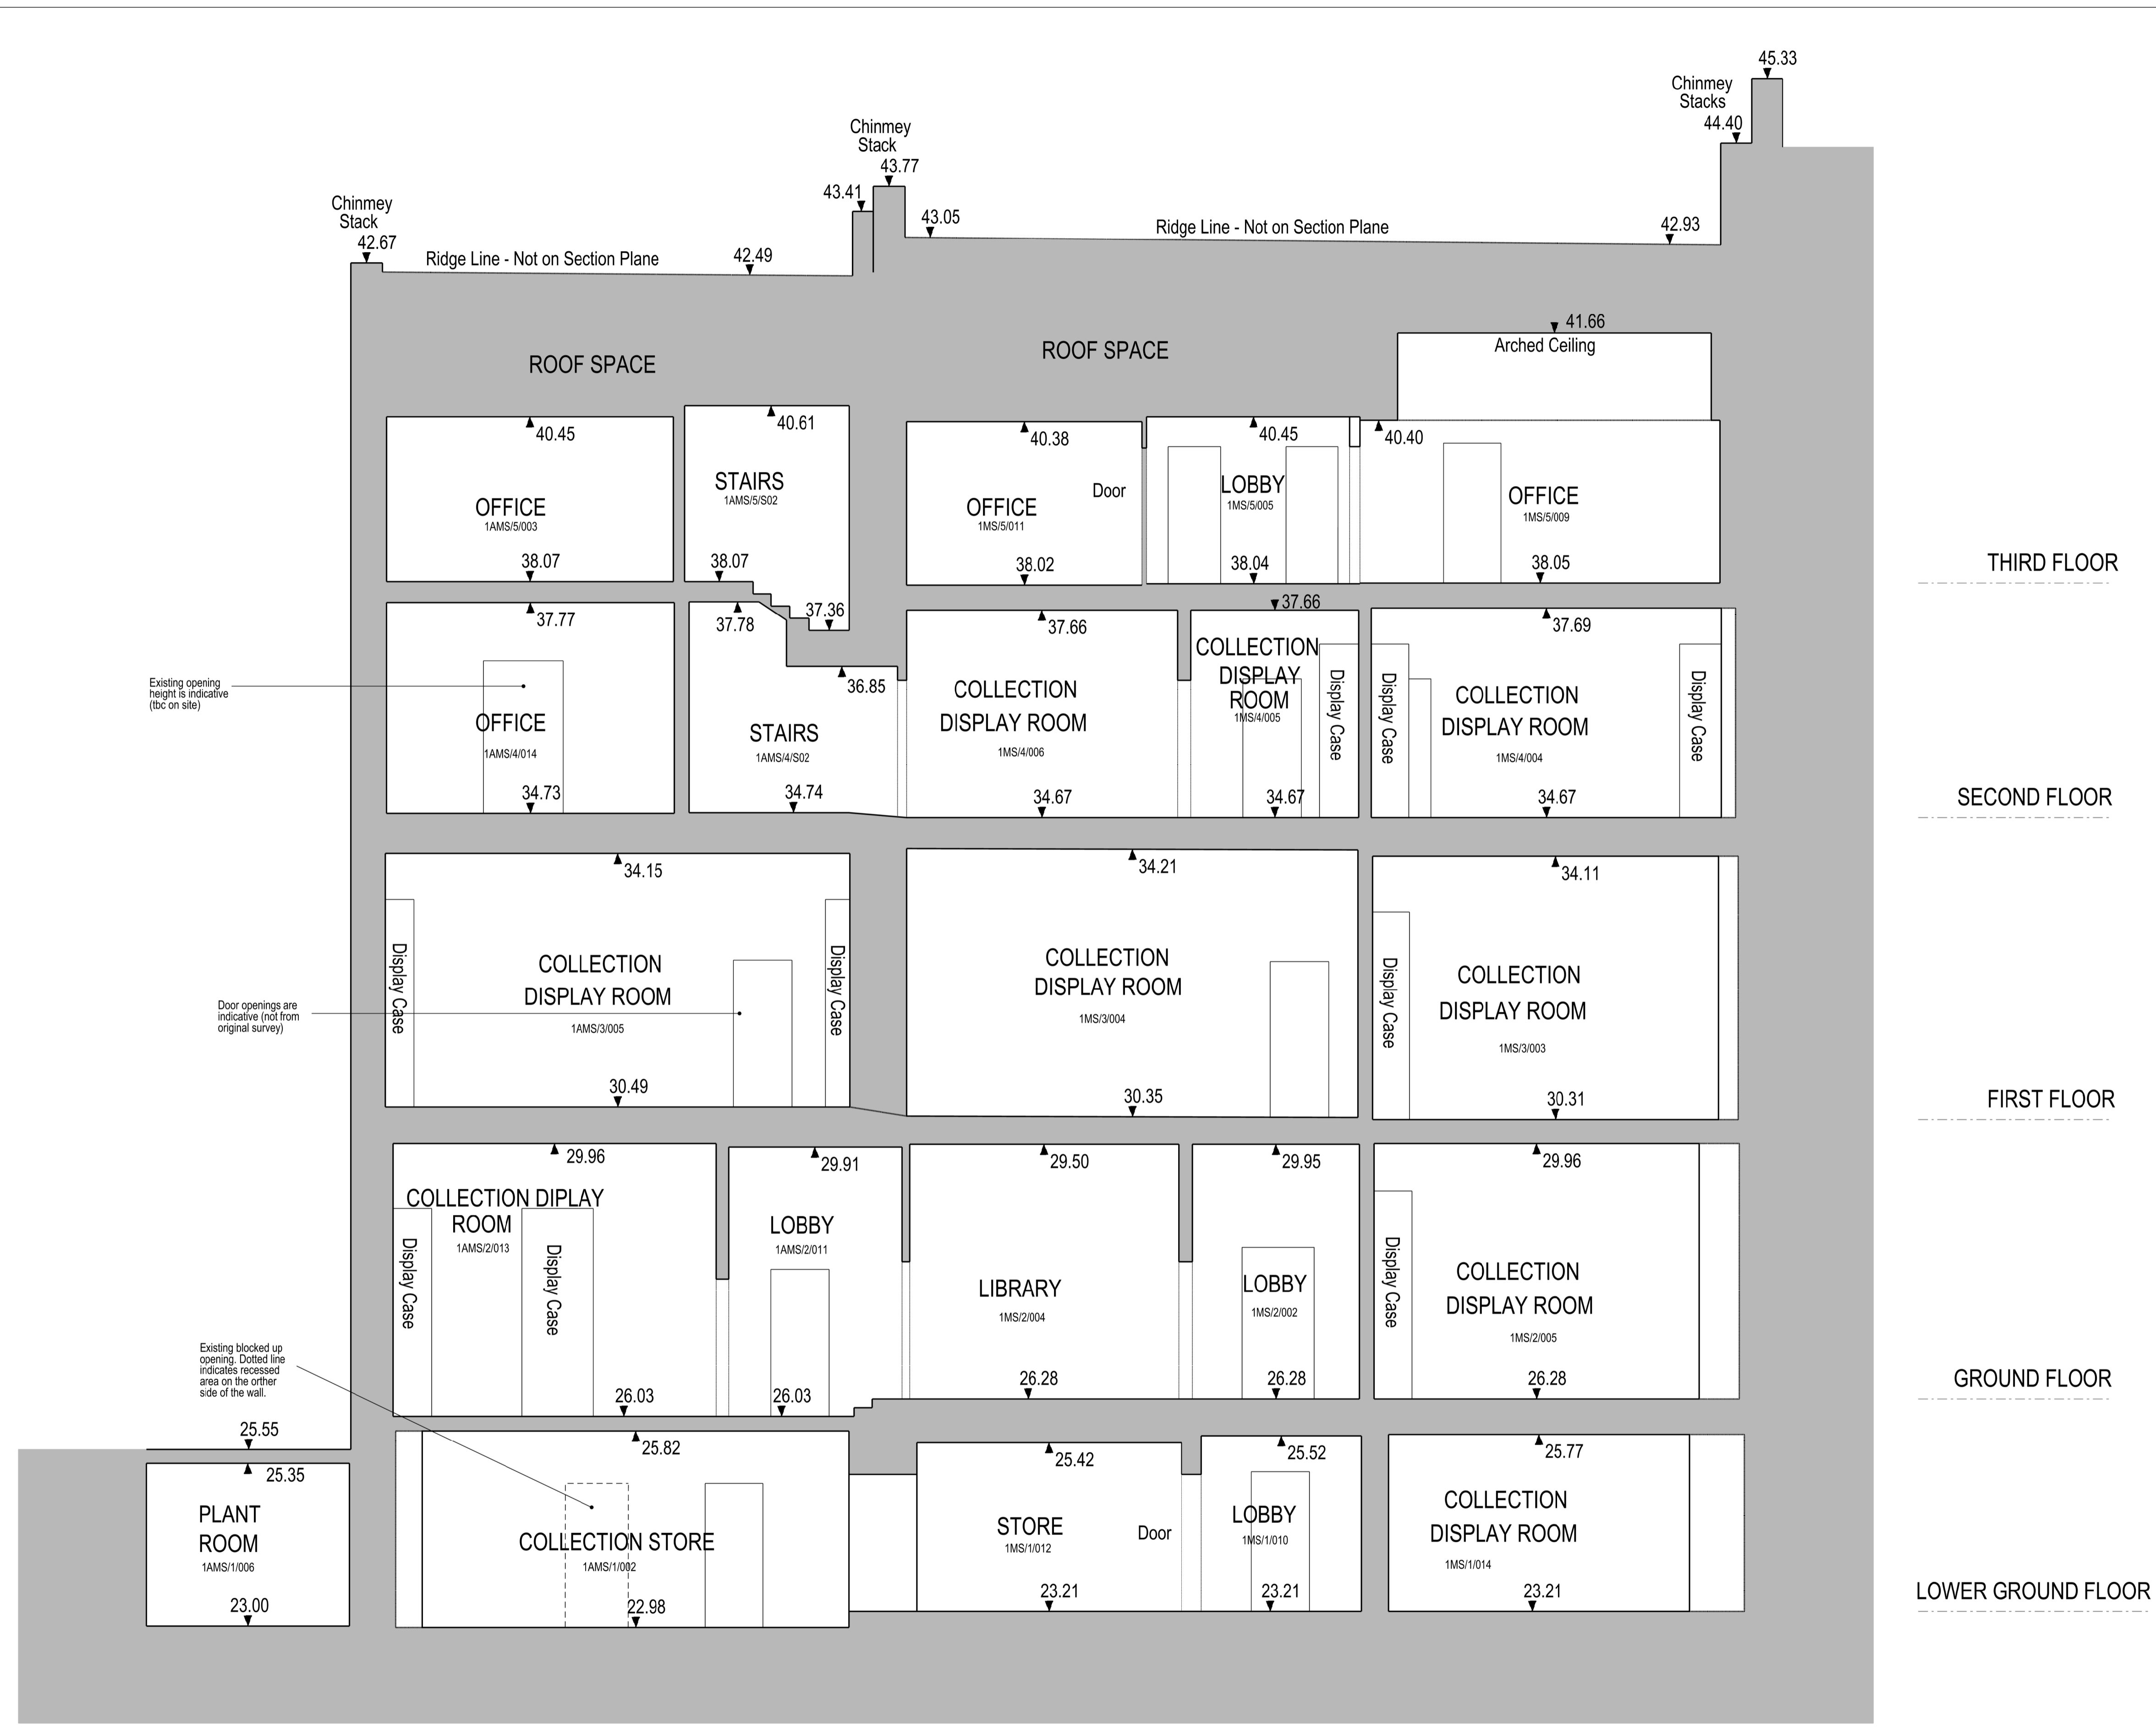 45.33
Chinmey
Stacks
44.40
Chinmey
Stack
43.77
43.41
43.05
Ridge Line - Not on Section Plane
42.93
Chinmey
Stack
42.67
Ridge Line - Not on Section Plane
42.49
41.66
Arched Ceiling
ROOF SPACE
ROOF SPACE
40.45
OFFICE
1AMS/5/003
38.07
40.61
STAIRS
1AMS/5/S02
38.07
37.36
40.38
OFFICE
1MS/5/011
Door
38.02
40.45
LOBBY
1MS/5/005
38.04
40.40
OFFICE
1MS/5/009
38.05
THIRD FLOOR
Existing opening
height is indicative
(tbc on site)
37.77
OFFICE
1AMS/4/014
34.73
37.78
36.85
STAIRS
1AMS/4/S02
34.74
37.66
COLLECTION
DISPLAY ROOM
1MS/4/006
34.67
37.66
COLLECTION
DISPLAY
ROOM
1MS/4/005
Display Case
34.67
37.69
Display Case
COLLECTION
DISPLAY ROOM
1MS/4/004
Display Case
34.67
SECOND FLOOR
Door openings are
indicative (not from
original survey)
34.15
Display Case
COLLECTION
DISPLAY ROOM
1AMS/3/005
Display Case
30.49
34.21
COLLECTION
DISPLAY ROOM
1MS/3/004
30.35
34.11
Display Case
COLLECTION
DISPLAY ROOM
1MS/3/003
30.31
FIRST FLOOR
29.96
COLLECTION DIPLAY
ROOM
1AMS/2/013
Display Case
Display Case
26.03
29.91
LOBBY
1AMS/2/011
26.03
29.50
LIBRARY
1MS/2/004
26.28
29.95
LOBBY
1MS/2/002
26.28
29.96
Display Case
COLLECTION
DISPLAY ROOM
1MS/2/005
26.28
GROUND FLOOR
Existing blocked up
opening. Dotted line
indicates recessed
area on the orther
side of the wall.
25.55
25.35
PLANT
ROOM
1AMS/1/006
23.00
25.82
COLLECTION STORE
1AMS/1/002
22.98
25.42
STORE
1MS/1/012
Door
23.21
25.52
LOBBY
1MS/1/010
23.21
25.77
COLLECTION
DISPLAY ROOM
1MS/1/014
23.21
LOWER GROUND FLOOR